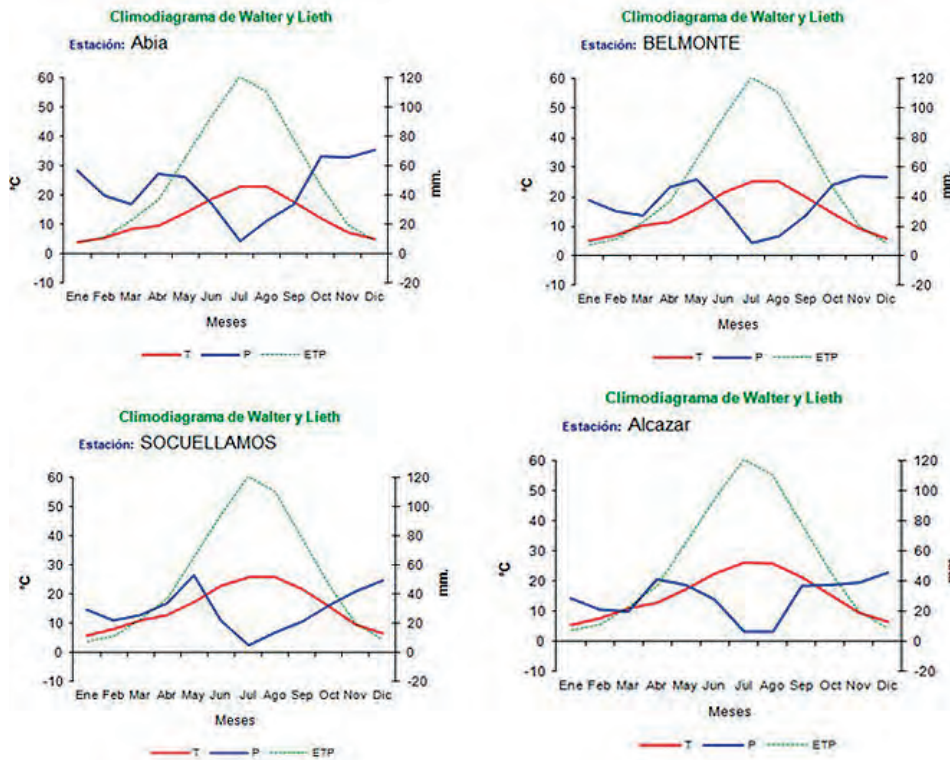 Climodiagrama de Walter y Lieth
Estación: Abia
60 120
50 100
40 80
30 60
20 40
10 20
0 0
-10 -20
°C
mm.
Ene Feb Mar Abr May Jun Jul Ago Sep Oct Nov Dic
Meses
T P ETP
Climodiagrama de Walter y Lieth
Estación: BELMONTE
60 120
50 100
40 80
30 60
20 40
10 20
0 0
-10 -20
°C
mm.
Ene Feb Mar Abr May Jun Jul Ago Sep Oct Nov Dic
Meses
T P ETP
Climodiagrama de Walter y Lieth
Estación: SOCUELLAMOS
60 120
50 100
40 80
30 60
20 40
10 20
0 0
-10 -20
°C
mm.
Ene Feb Mar Abr May Jun Jul Ago Sep Oct Nov Dic
Meses
T P ETP
Climodiagrama de Walter y Lieth
Estación: Alcazar
60 120
50 100
40 80
30 60
20 40
10 20
0 0
-10 -20
°C
mm.
Ene Feb Mar Abr May Jun Jul Ago Sep Oct Nov Dic
Meses
T P ETP